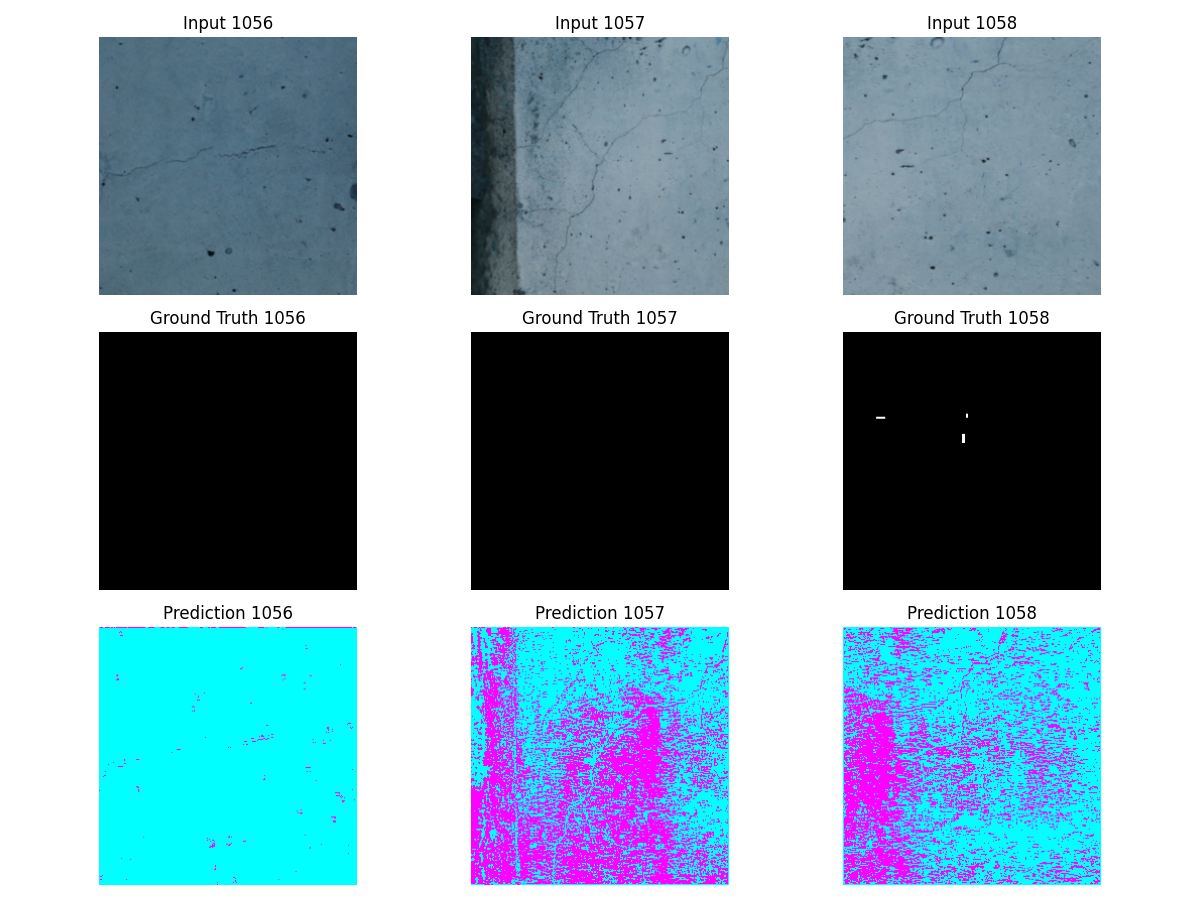 Input 1056
Input 1057
Input 1058
Ground Truth 1056
Ground Truth 1057
Ground Truth 1058
Prediction 1056
Prediction 1057
Prediction 1058